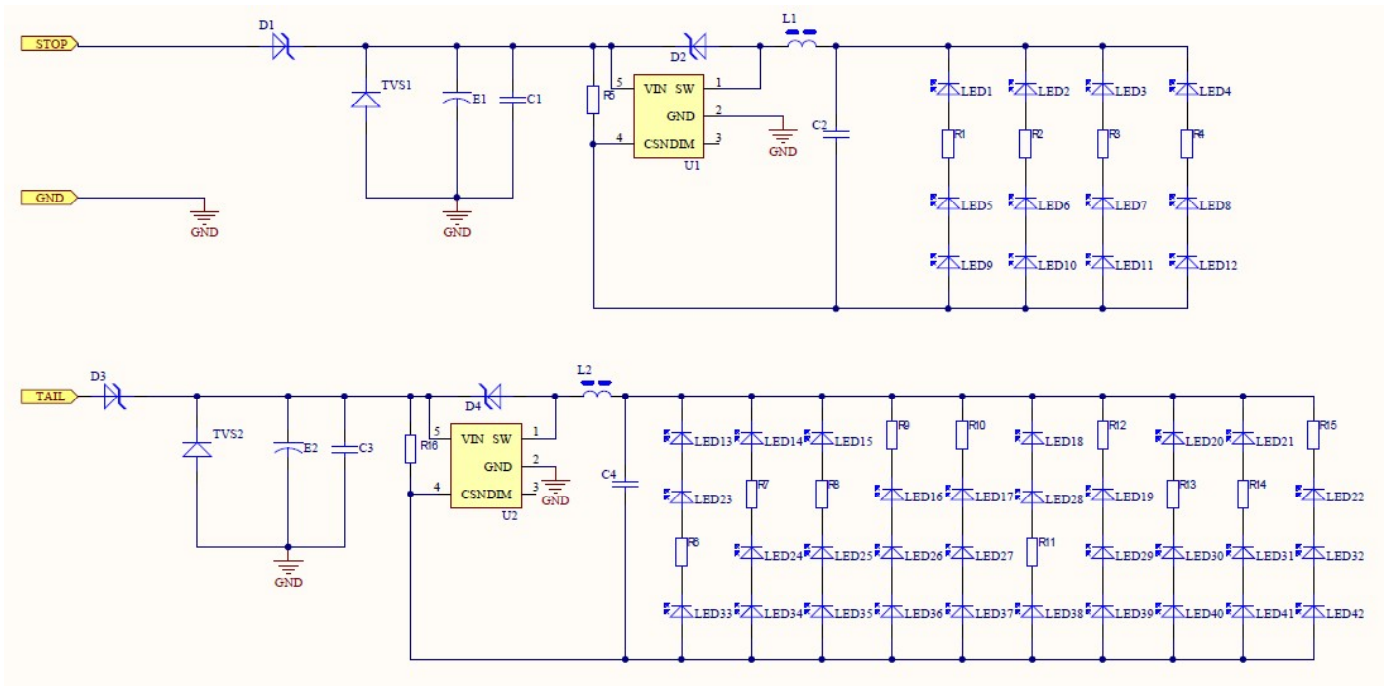 D1
L1
STOP
D2
TVS1
E1
C1
R5
5 VIN SW 1
GND 2
4 CSNDIM 3
U1
GND
C2
LED1 LED2 LED3 LED4
R1 R2 R3 R4
LED5 LED6 LED7 LED8
LED9 LED10 LED11 LED12
GND
GND
GND
D3
L2
TAIL
D4
TVS2
E2
C3
R16
5 VIN SW 1
GND 2
4 CSNDIM 3
U2
GND
C4
GND
LED13 LED14 LED15 R9 R10 LED18 R12 LED20 LED21 R15
LED23 R7 R8 LED16 LED17 LED28 LED19 R13 R14 LED22
R6 LED24 LED25 LED26 LED27 R11 LED29 LED30 LED31 LED32
LED33 LED34 LED35 LED36 LED37 LED38 LED39 LED40 LED41 LED42